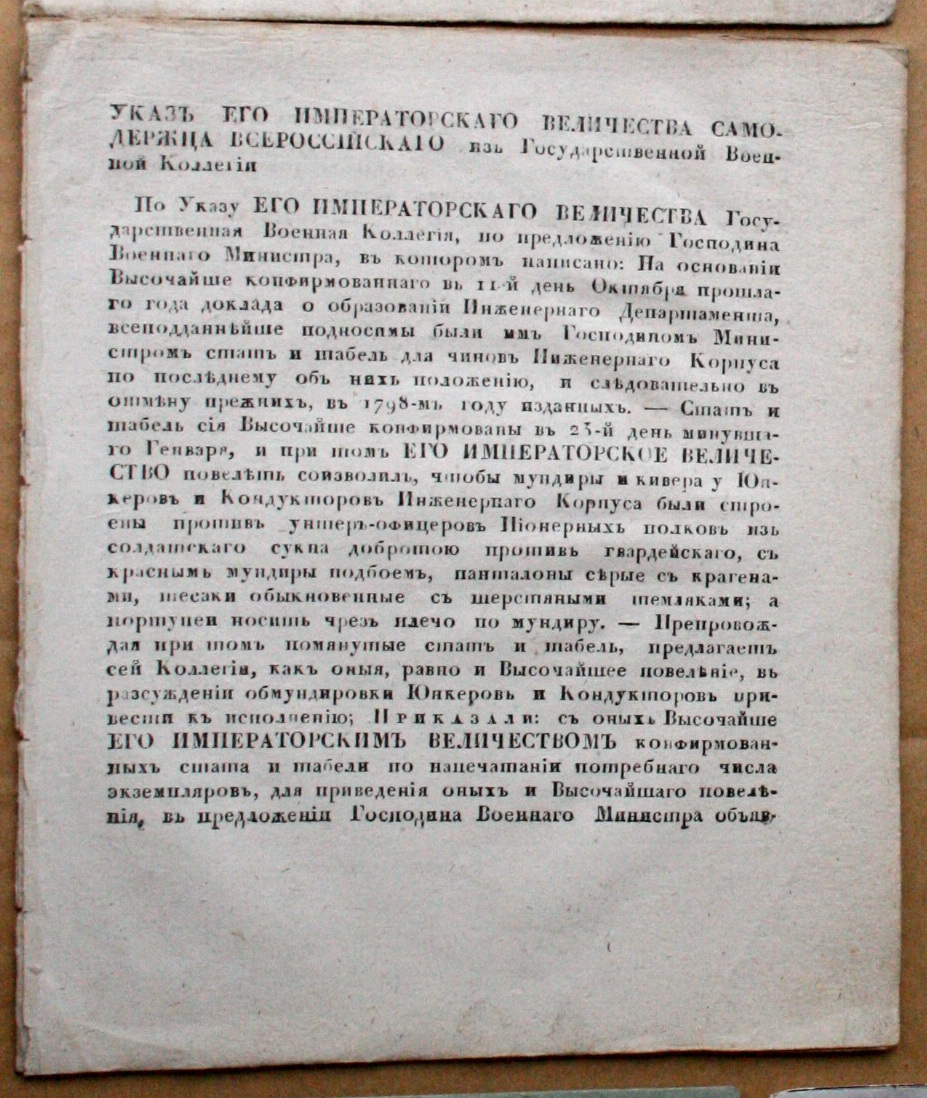 УКАЗЪ ЕГО ИМПЕРАТОРСКАГО ВЕЛИЧЕСТВА САМО-
ДЕРЖЦА ВСЕРОССІЙСКАГО изъ Государственной Воен-
ной Коллегіи
По Указу ЕГО ИМПЕРАТОРСКАГО ВЕЛИЧЕСТВА Госу-
дарственная Военная Коллегія, по предложенію Господина
Военнаго Министра, въ которомъ написано: На основаніи
Высочайше конфирмованнаго въ 11-й день Октября прошла-
го года доклада о образованіи Инженернаго Департамента,
всеподданнѣйше подносимы были имъ Господиномъ Мини-
стромъ статъ и табель для чиновъ Инженернаго Корпуса
по послѣднему объ нихъ положенію, и слѣдовательно въ
отмѣну прежнихъ, въ 1798-мъ году изданныхъ. — Статъ и
табель сія Высочайше конфирмованы въ 23-й день минувша-
го Генваря, и при томъ ЕГО ИМПЕРАТОРСКОЕ ВЕЛИЧЕ-
СТВО повелѣть соизволилъ, чтобы мундиры и кивера у Юн-
керовъ и Кондукторовъ Инженернаго Корпуса были стро-
ены противъ унтеръ-офицеровъ Піонерныхъ полковъ изъ
солдатскаго сукна добротою противъ гвардейскаго, съ
краснымъ мундиры подбоемъ, панталоны сѣрые съ крагена-
ми, тесаки обыкновенные съ шерстяными темляками; а
портупеи носить чрезъ плечо по мундиру. — Препровож-
дая при томъ помянутые статъ и табель, предлагаетъ
сей Коллегіи, какъ оныя, равно и Высочайшее повелѣніе, въ
разсужденіи обмундировки Юнкеровъ и Кондукторовъ при-
вести къ исполненію; Приказали: съ оныхъ Высочайше
ЕГО ИМПЕРАТОРСКИМЪ ВЕЛИЧЕСТВОМЪ конфирмован-
ныхъ стата и табели по напечатаніи потребнаго числа
экземпляровъ, для приведенія оныхъ и Высочайшаго повелѣ-
нія, въ предложеніи Господина Военнаго Министра объяв-